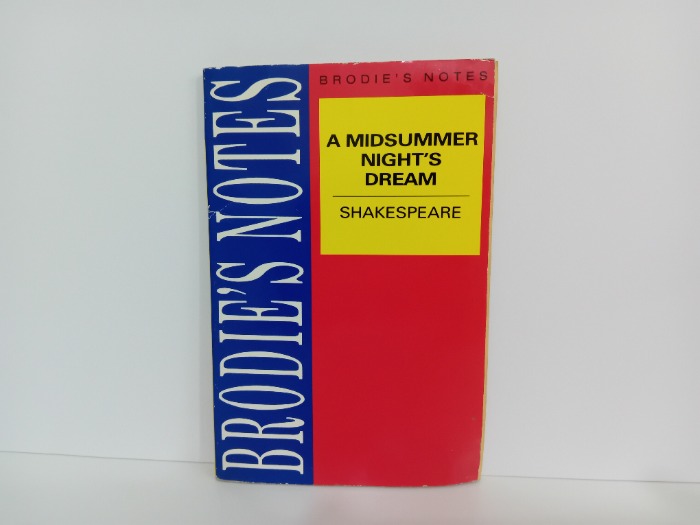 BRODIE'S NOTES
BRODIE'S NOTES
A MIDSUMMER
NIGHT'S
DREAM
SHAKESPEARE